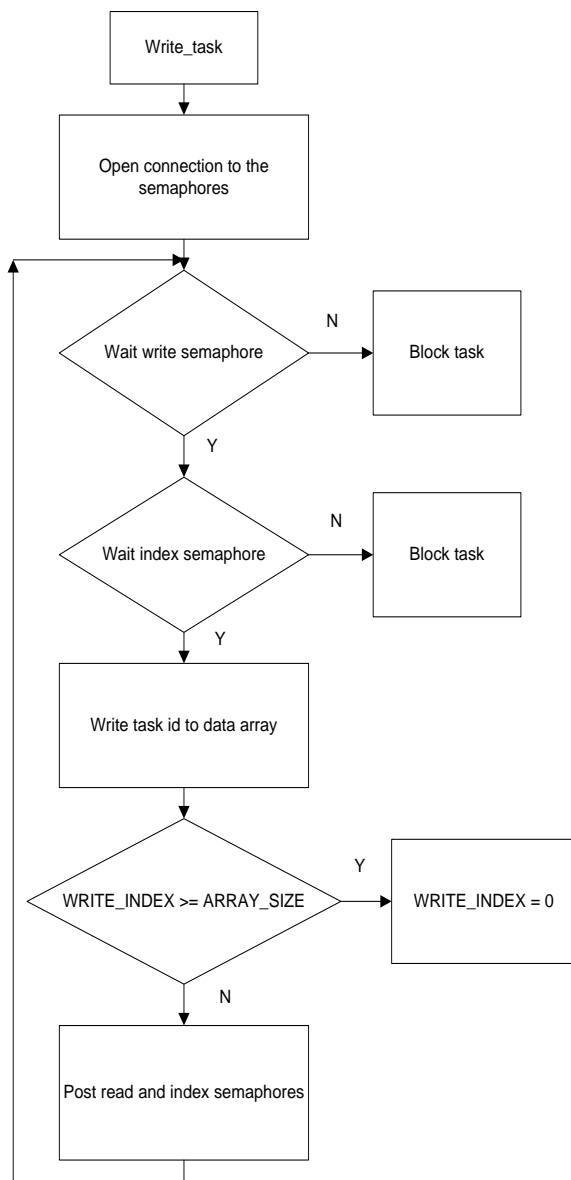 Write_task
Open connection to the
semaphores
N
Wait write semaphore
Block task
Y
N
Wait index semaphore
Block task
Y
Write task id to data array
Y
WRITE_INDEX >= ARRAY_SIZE
WRITE_INDEX = 0
N
Post read and index semaphores